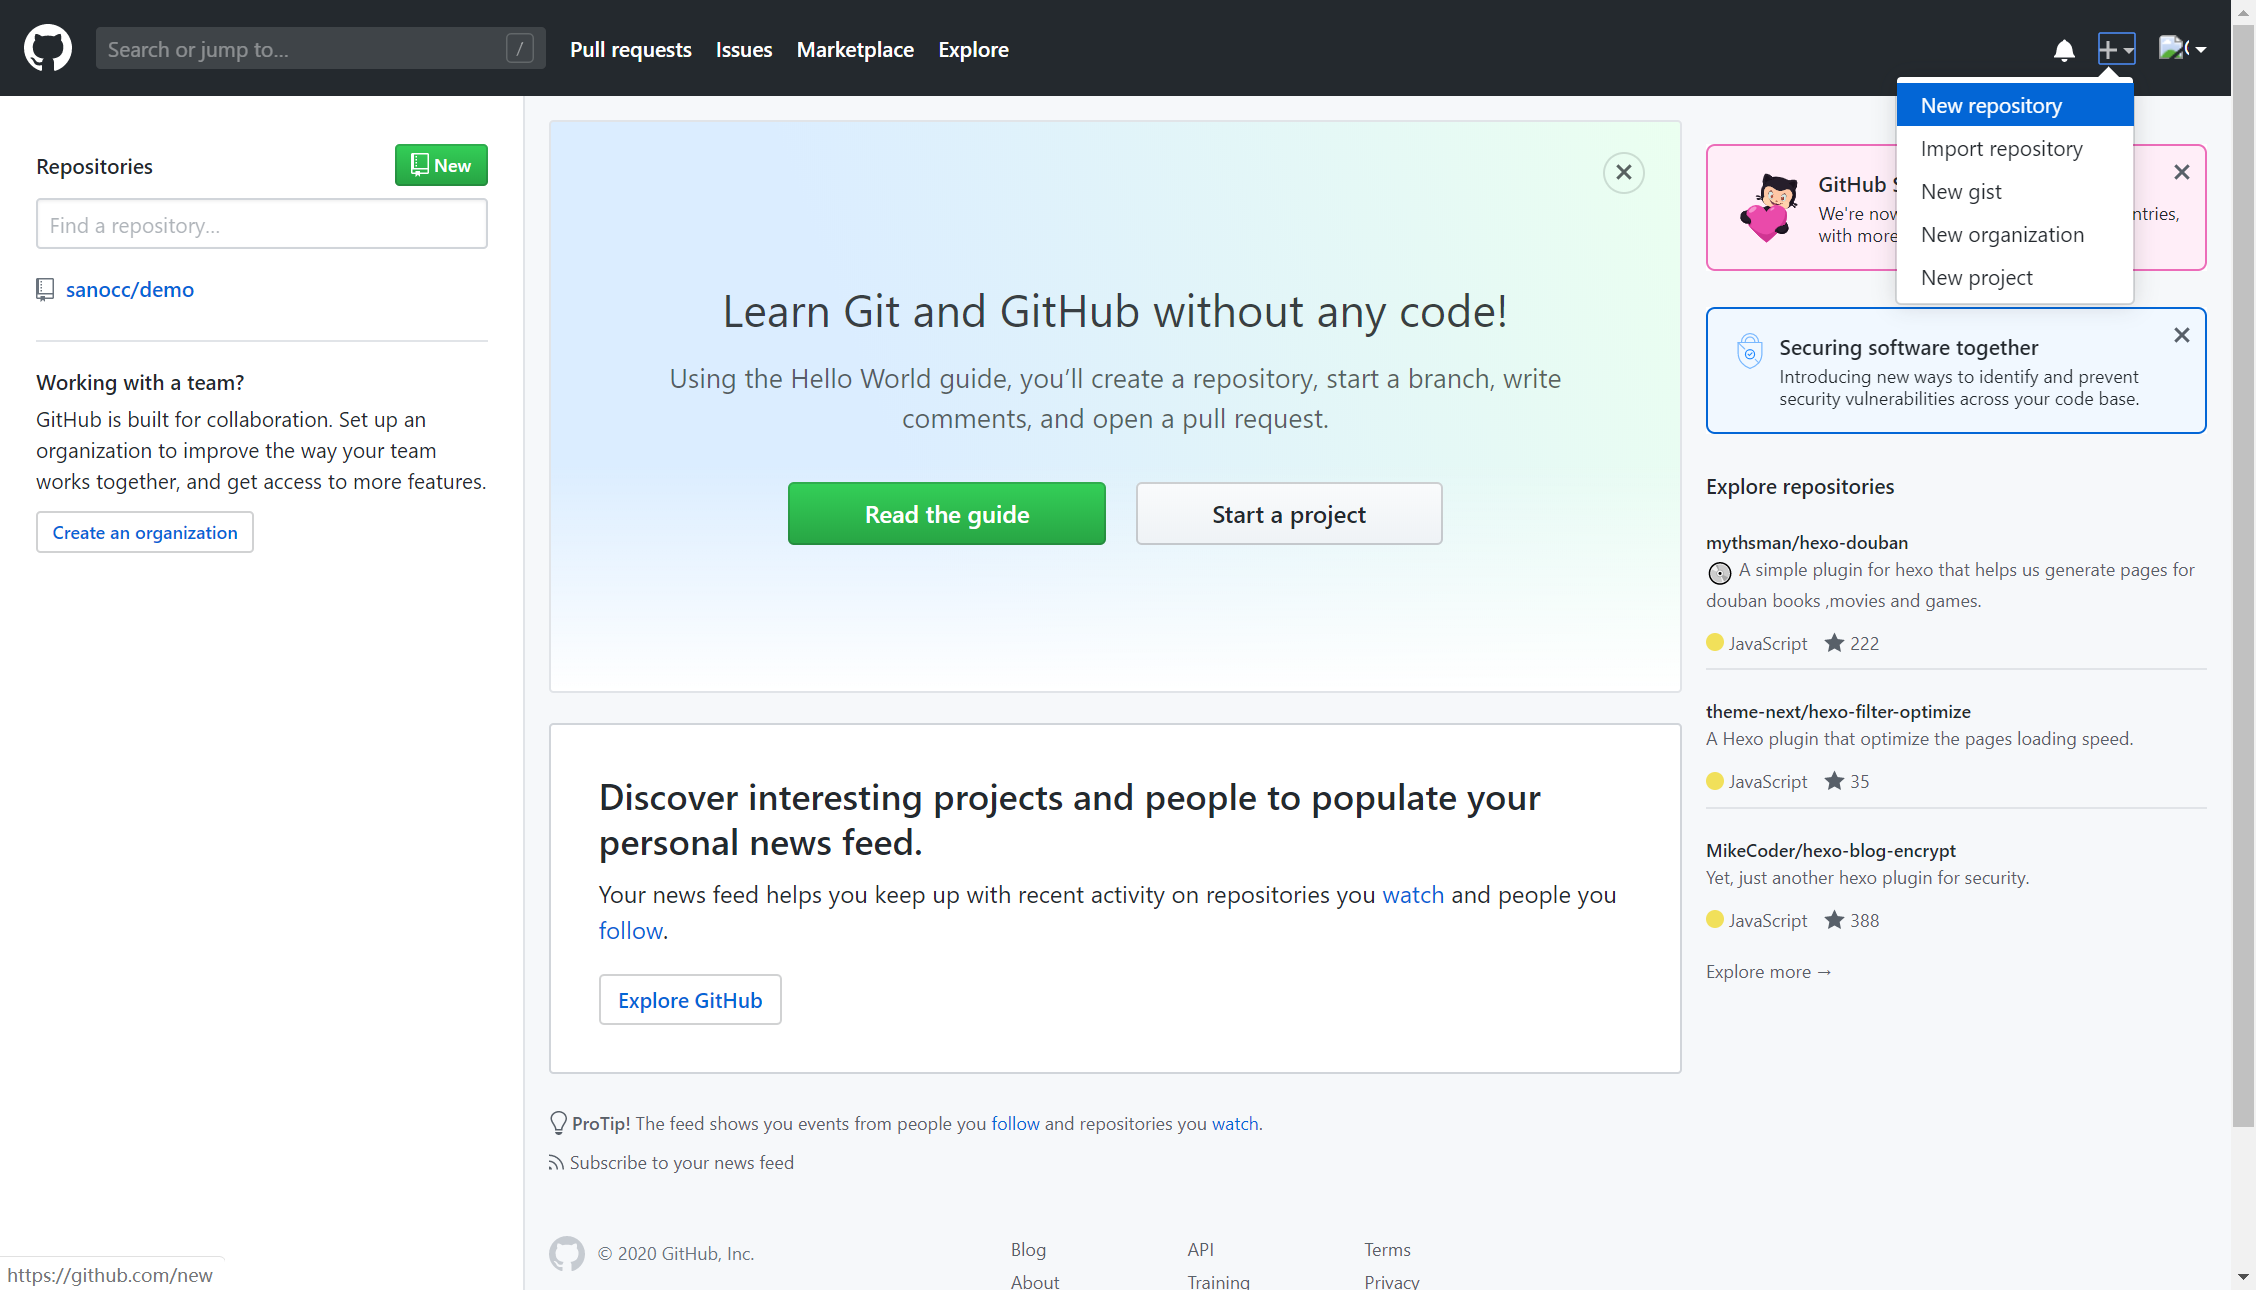 Search or jump to... /
Pull requests Issues Marketplace Explore
New repository
Import repository
New gist
New organization
New project
Repositories
New
Find a repository...
sanocc/demo
Working with a team?
GitHub is built for collaboration. Set up an
organization to improve the way your team
works together, and get access to more features.
Create an organization
Learn Git and GitHub without any code!
Using the Hello World guide, you’ll create a repository, start a branch, write
comments, and open a pull request.
Read the guide
Start a project
Discover interesting projects and people to populate your
personal news feed.
Your news feed helps you keep up with recent activity on repositories you watch and people you
follow.
Explore GitHub
ProTip! The feed shows you events from people you follow and repositories you watch.
Subscribe to your news feed
GitHub
We're now
with more
Securing software together
Introducing new ways to identify and prevent
security vulnerabilities across your code base.
Explore repositories
mythsman/hexo-douban
A simple plugin for hexo that helps us generate pages for
douban books ,movies and games.
JavaScript 222
theme-next/hexo-filter-optimize
A Hexo plugin that optimize the pages loading speed.
JavaScript 35
MikeCoder/hexo-blog-encrypt
Yet, just another hexo plugin for security.
JavaScript 388
Explore more →
© 2020 GitHub, Inc.
Blog API Terms
About Training Privacy
https://github.com/new